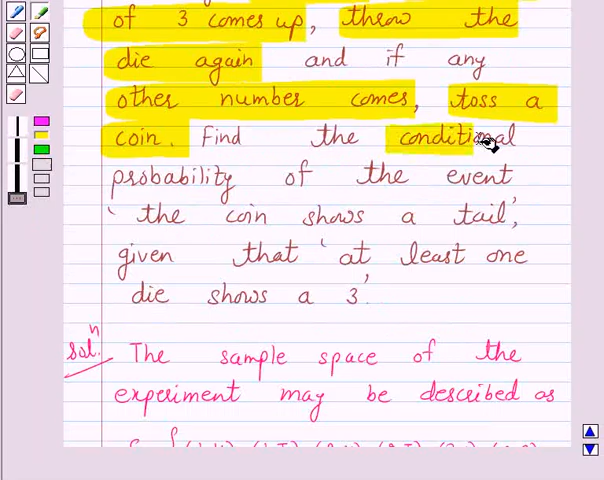 of 3 comes up, throw the
die again and if any
other number comes, toss a
coin. Find the conditional
probability of the event
'the coin shows a tail',
given that 'at least one
die shows a 3'.
Solⁿ. The sample space of the
experiment may be described as